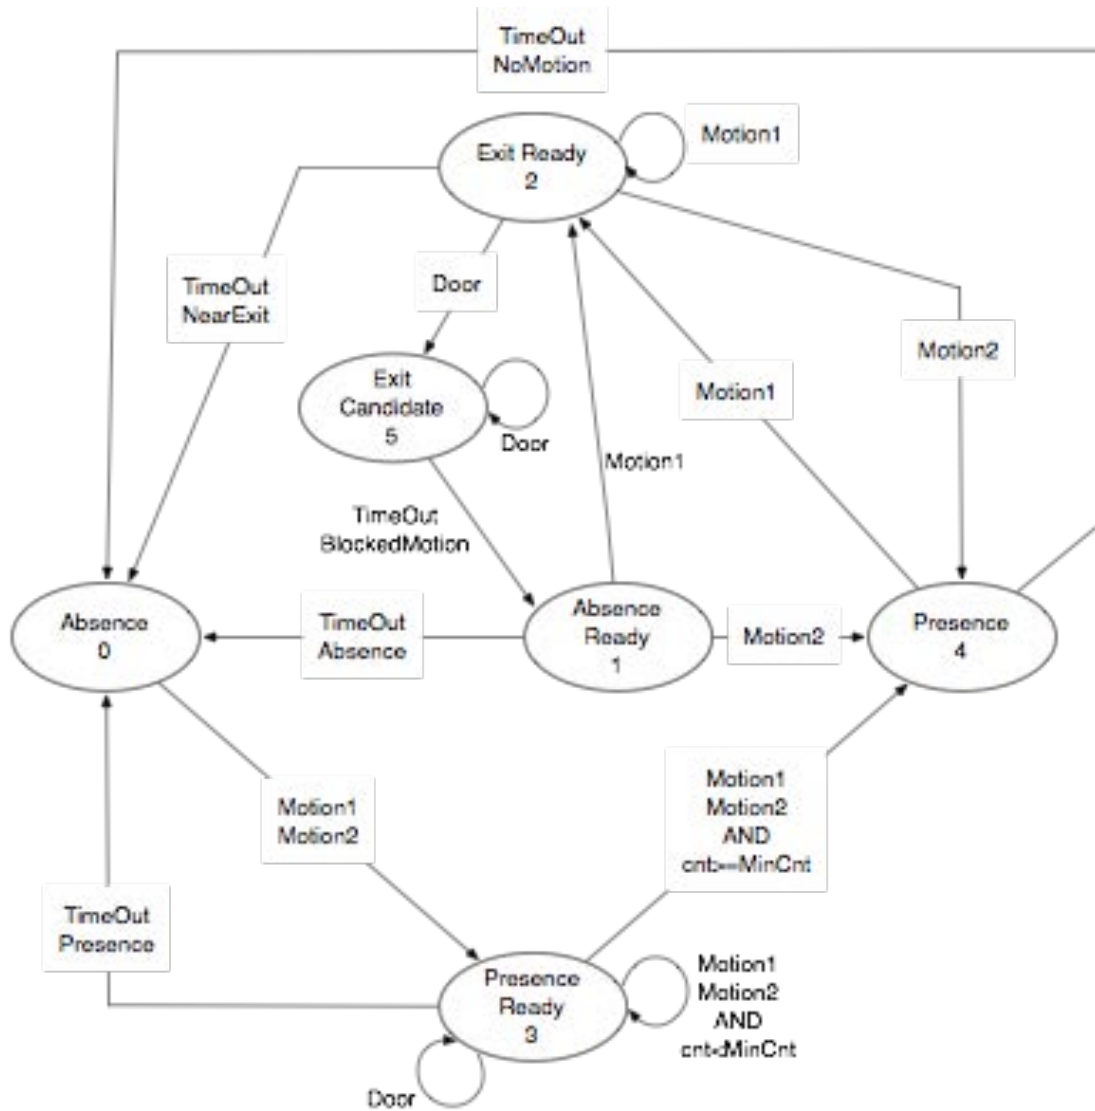 TimeOut
NoMotion
Exit Ready
2
Motion1
TimeOut
NearExit
Door
Motion2
Exit
Candidate
5
Motion1
Door
Motion1
TimeOut
BlockedMotion
Absence
0
TimeOut
Absence
Absence
Ready
1
Motion2
Presence
4
Motion1
Motion2
Motion1
Motion2
AND
cnt>=MinCnt
TimeOut
Presence
Presence
Ready
3
Motion1
Motion2
AND
cnt<MinCnt
Door